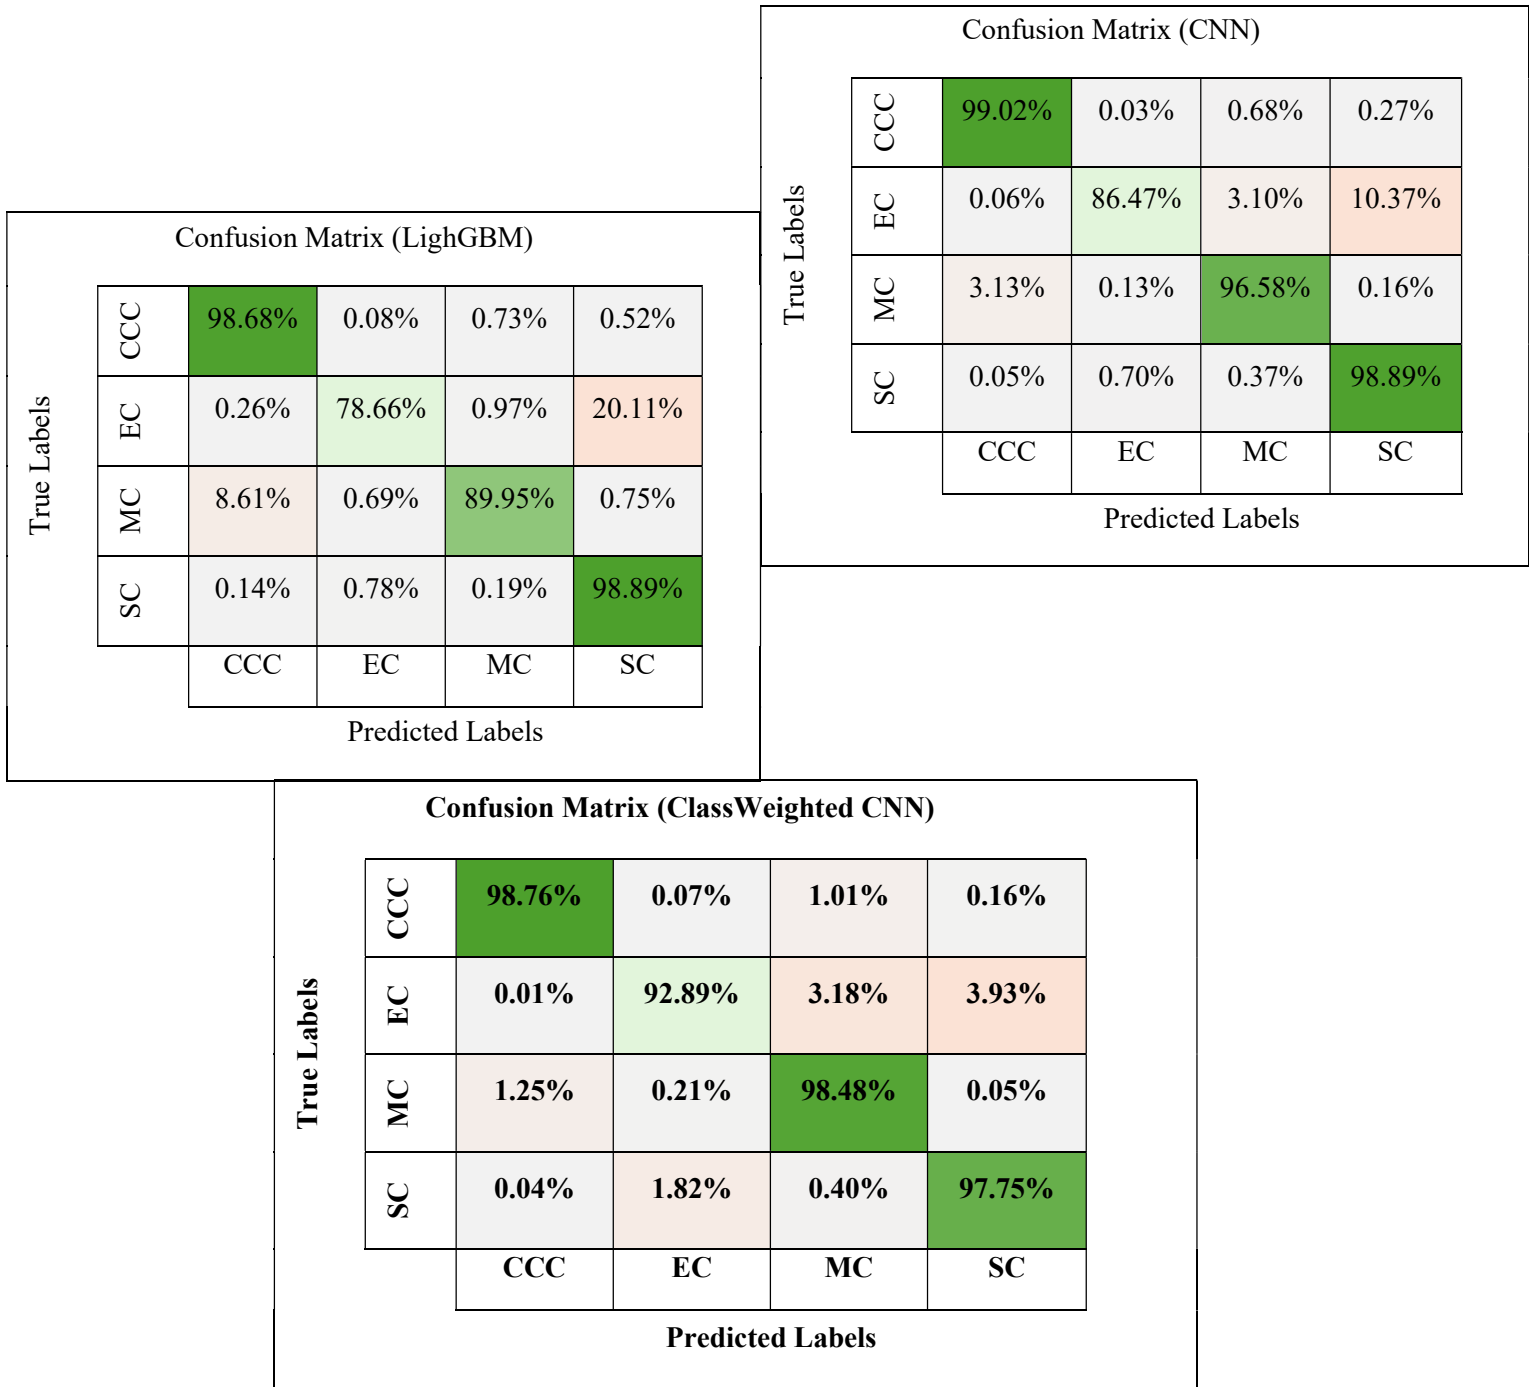 Confusion Matrix (CNN)
True Labels
CCC 99.02% 0.03% 0.68% 0.27%
EC 0.06% 86.47% 3.10% 10.37%
MC 3.13% 0.13% 96.58% 0.16%
SC 0.05% 0.70% 0.37% 98.89%
CCC EC MC SC
Predicted Labels
Confusion Matrix (LighGBM)
True Labels
CCC 98.68% 0.08% 0.73% 0.52%
EC 0.26% 78.66% 0.97% 20.11%
MC 8.61% 0.69% 89.95% 0.75%
SC 0.14% 0.78% 0.19% 98.89%
CCC EC MC SC
Predicted Labels
Confusion Matrix (ClassWeighted CNN)
True Labels
CCC 98.76% 0.07% 1.01% 0.16%
EC 0.01% 92.89% 3.18% 3.93%
MC 1.25% 0.21% 98.48% 0.05%
SC 0.04% 1.82% 0.40% 97.75%
CCC EC MC SC
Predicted Labels